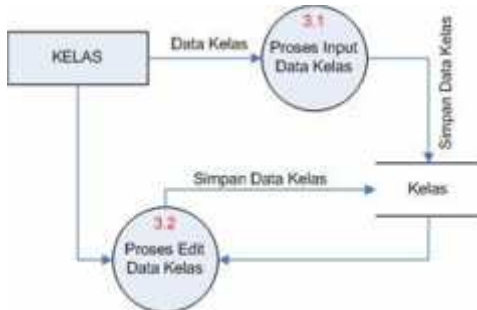 3.1
Proses Input
Data Kelas
KELAS
Data Kelas
Simpan Data Kelas
Simpan Data Kelas
Kelas
3.2
Proses Edit
Data Kelas